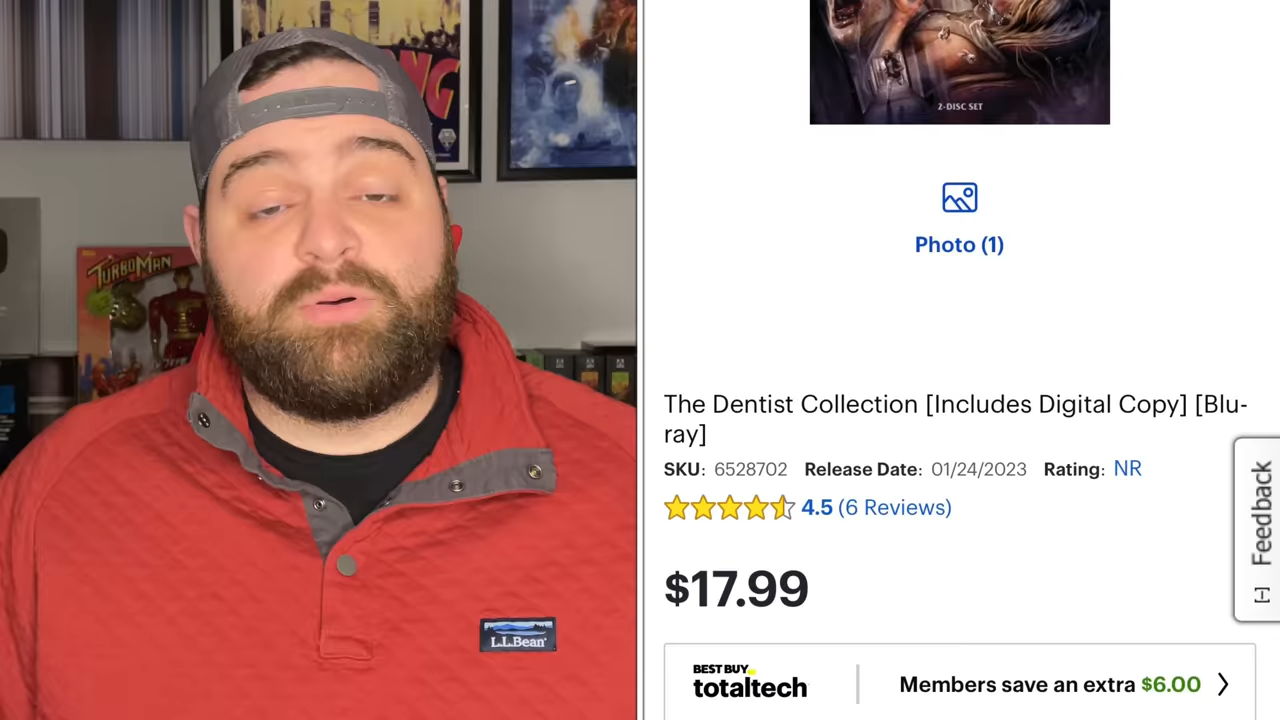 NG
TURBOMAN
L.L.Bean
2-DISC SET
Photo (1)
The Dentist Collection [Includes Digital Copy] [Blu-
ray]
SKU: 6528702 Release Date: 01/24/2023 Rating: NR
4.5 (6 Reviews)
$17.99
BEST BUY
totaltech
Members save an extra $6.00
Feedback